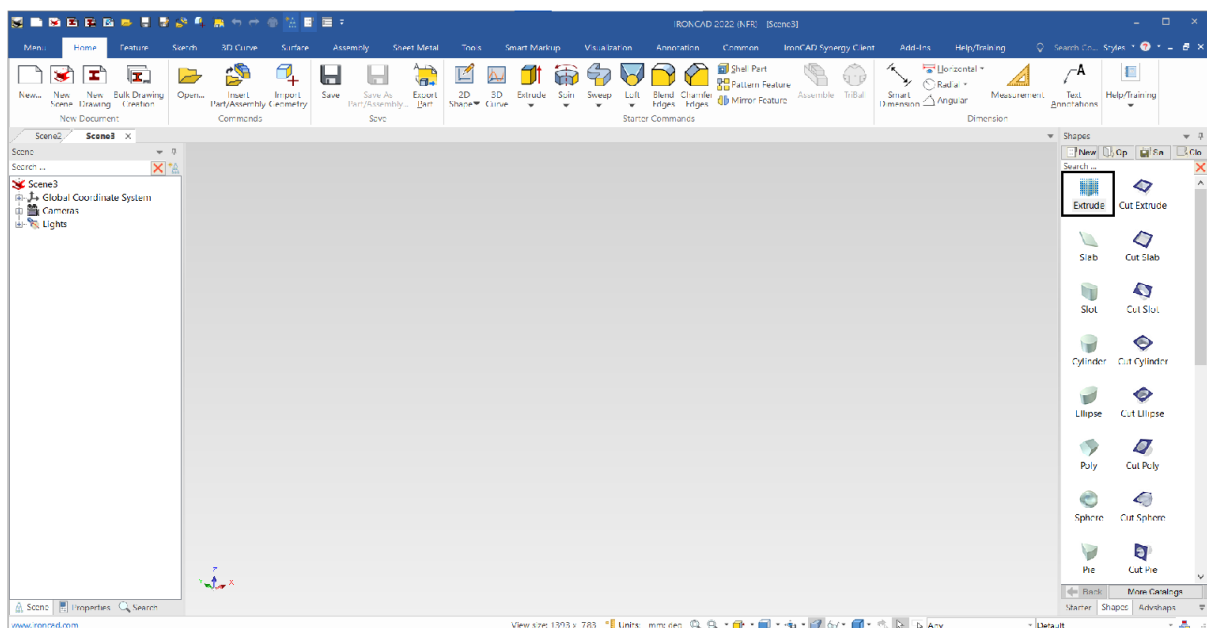 IRONCAD 2022 (NFR) - [Scene3]
Menu Home Feature Sketch 3D Curve Surface Assembly Sheet Metal Tools Smart Markup Visualization Annotation Common IronCAD Synergy Client Add-Ins Help/Training Search Co... Styles
New... New Scene New Drawing Bulk Drawing Creation Open... Insert Part/Assembly Import Geometry Save Save As Part/Assembly... Export Part 2D Shape 3D Curve Extrude Spin Sweep Loft Blend Edges Chamfer Edges Shell Part Assemble TriBall Smart Dimension Horizontal Measurement Text Annotations Help/Training
Pattern Feature Radial
Mirror Feature Angular
New Document Commands Save Starter Commands Dimension
Scene2 Scene3 X Shapes
Scene New Op Sa Clo
Search ... Search ...
Scene3
Global Coordinate System
Cameras
Lights
Extrude Cut Extrude
Slab Cut Slab
Slot Cut Slot
Cylinder Cut Cylinder
Ellipse Cut Ellipse
Poly Cut Poly
Sphere Cut Sphere
Pie Cut Pie
Z
Y X
Back More Catalogs
Scene Properties Search Starter Shapes Advshaps
www.ironcad.com View size: 1393 x 783 Units: mm; deg Any Default